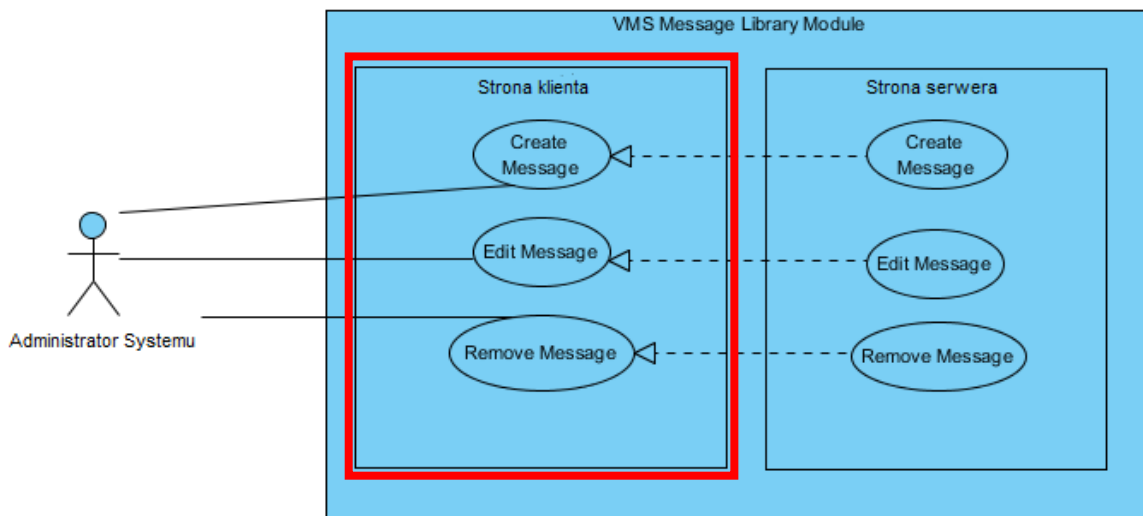 VMS Message Library Module
Strona klienta
Create
Message
Edit Message
Remove Message
Strona serwera
Create
Message
Edit Message
Remove Message
Administrator Systemu